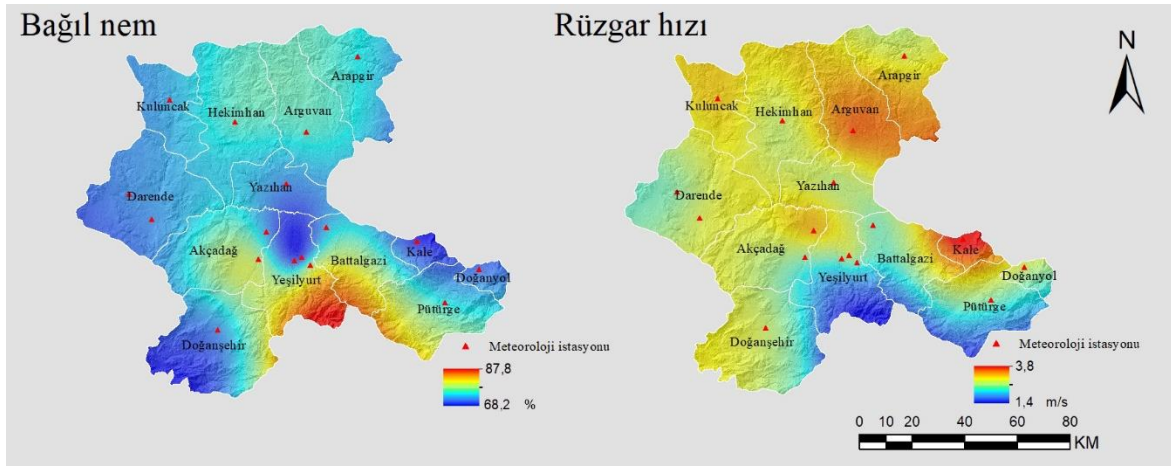 Bağıl nem
Arapgir
Kuluncak
Hekimhan
Arguvan
Yazıhan
Darende
Akçadağ
Battalgazi
Kale
Yeşilyurt
Doğanyol
Pütürge
Doğanşehir
Meteoroloji istasyonu
87,8
68,2 %
Rüzgar hızı
N
Arapgir
Kuluncak
Hekimhan
Arguvan
Yazıhan
Darende
Akçadağ
Battalgazi
Kale
Yeşilyurt
Doğanyol
Pütürge
Doğanşehir
Meteoroloji istasyonu
3,8
1,4 m/s
0 10 20 40 60 80
KM